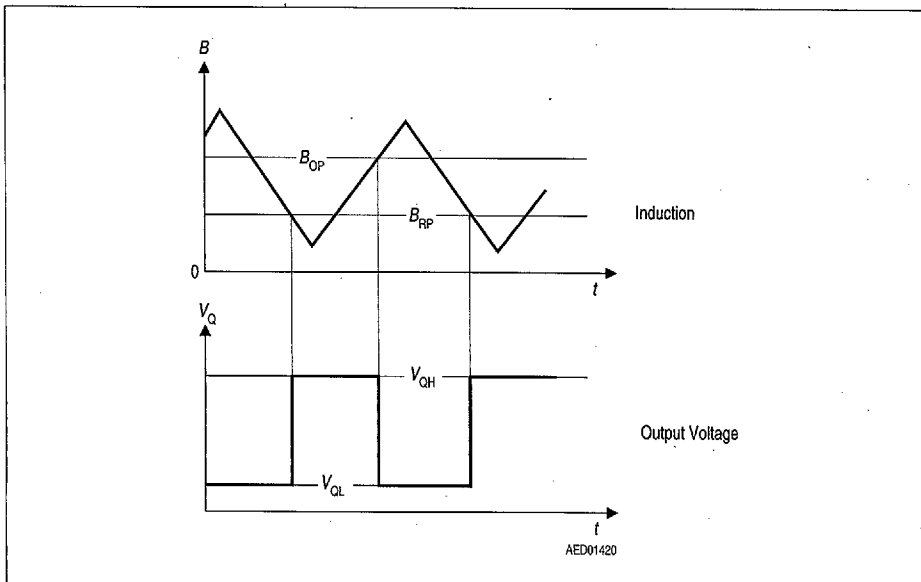 B
B_OP
B_RP
Induction
0
t
V_Q
V_QH
Output Voltage
V_QL
t
AED01420